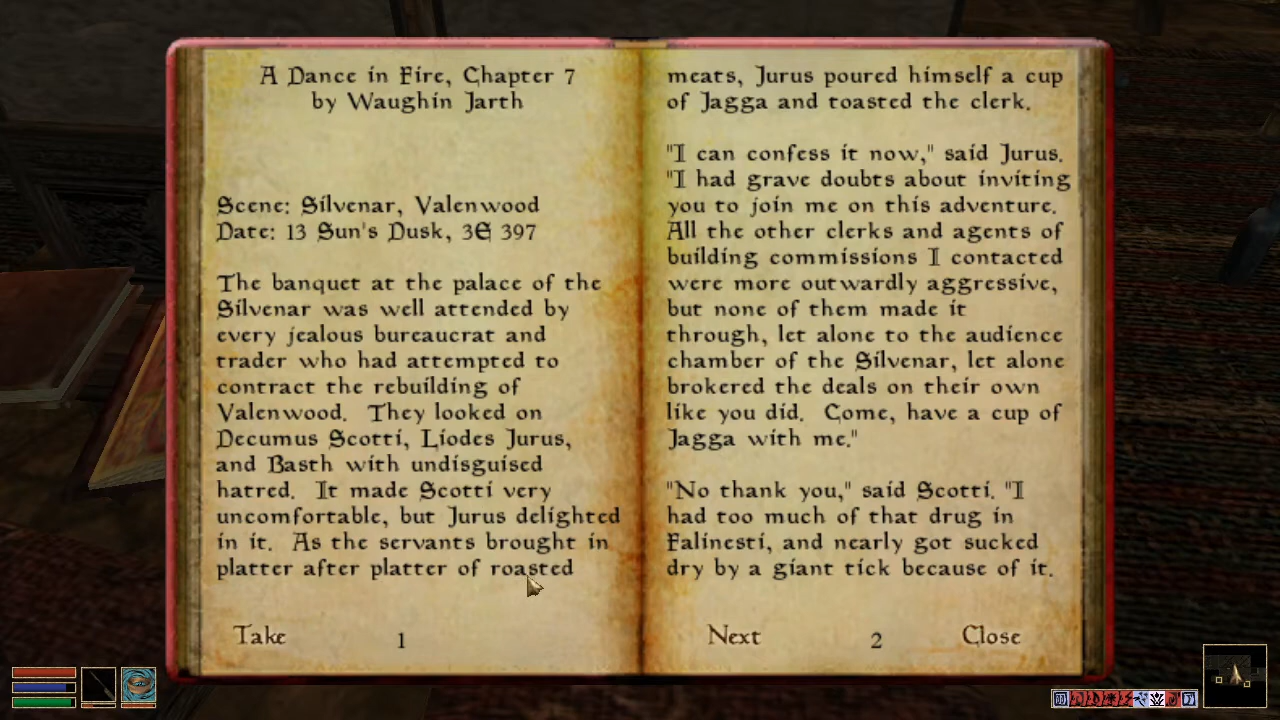 A Dance in Fire, Chapter 7
by Waughin Jarth
Scene: Silvenar, Valenwood
Date: 13 Sun's Dusk, 3E 397
The banquet at the palace of the
Silvenar was well attended by
every jealous bureaucrat and
trader who had attempted to
contract the rebuilding of
Valenwood.  They looked on
Decumus Scotti, Liodes Jurus,
and Basth with undisguised
hatred.  It made Scotti very
uncomfortable, but Jurus delighted
in it.  As the servants brought in
platter after platter of roasted
Take
1
meats, Jurus poured himself a cup
of Jagga and toasted the clerk.
"I can confess it now," said Jurus.
"I had grave doubts about inviting
you to join me on this adventure.
All the other clerks and agents of
building commissions I contacted
were more outwardly aggressive,
but none of them made it
through, let alone to the audience
chamber of the Silvenar, let alone
brokered the deals on their own
like you did.  Come, have a cup of
Jagga with me."
"No thank you," said Scotti. "I
had too much of that drug in
Falinesti, and nearly got sucked
dry by a giant tick because of it.
Next
2
Close